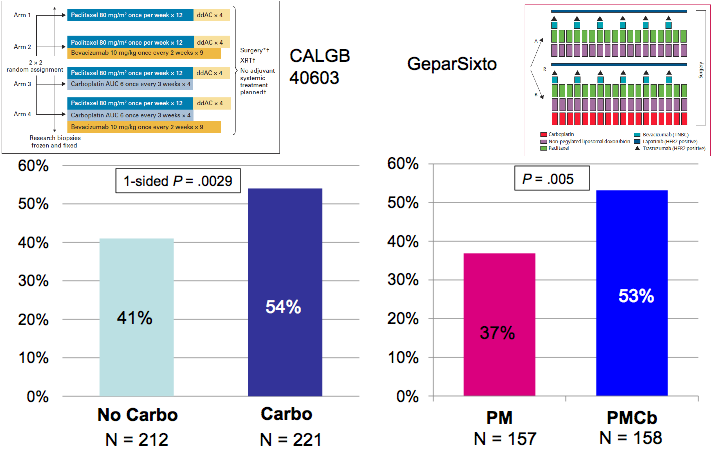 Arm 1
Paclitaxel 80 mg/m² once per week x 12
ddAC x 4
Arm 2
Paclitaxel 80 mg/m² once per week x 12
ddAC x 4
Bevacizumab 10 mg/kg once every 2 weeks x 9
2 x 2
random assignment
Arm 3
Paclitaxel 80 mg/m² once per week x 12
ddAC x 4
Carboplatin AUC 6 once every 3 weeks x 4
Arm 4
Paclitaxel 80 mg/m² once per week x 12
ddAC x 4
Carboplatin AUC 6 once every 3 weeks x 4
Bevacizumab 10 mg/kg once every 2 weeks x 9
Research biopsies
frozen and fixed
Surgery*†
XRT†
No adjuvant
systemic
treatment
planned†
CALGB
40603
GeparSixto
Carboplatin
Non-pegylated liposomal doxorubicin
Paclitaxel
Bevacizumab (TNBC)
Lapatinib (HER2 positive)
Trastuzumab (HER2 positive)
60%
50%
40%
30%
20%
10%
0%
1-sided P = .0029
41%
54%
No Carbo
Carbo
N = 212
N = 221
60%
50%
40%
30%
20%
10%
0%
P = .005
37%
53%
PM
PMCb
N = 157
N = 158